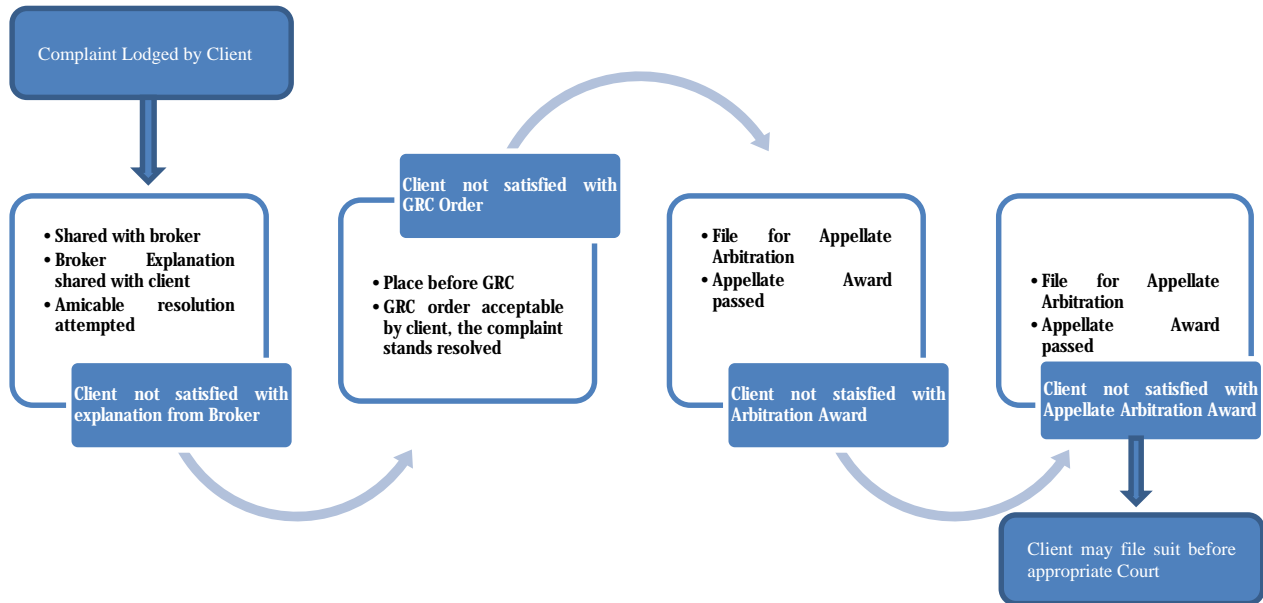 Complaint Lodged by Client
• Shared with broker
• Broker Explanation
shared with client
• Amicable resolution
attempted
Client not satisfied with
explanation from Broker
Client not satisfied with
GRC Order
• Place before GRC
• GRC order acceptable
by client, the complaint
stands resolved
• File for Appellate
Arbitration
• Appellate Award
passed
Client not staisfied with
Arbitration Award
• File for Appellate
Arbitration
• Appellate Award
passed
Client not satisfied with
Appellate Arbitration Award
Client may file suit before
appropriate Court